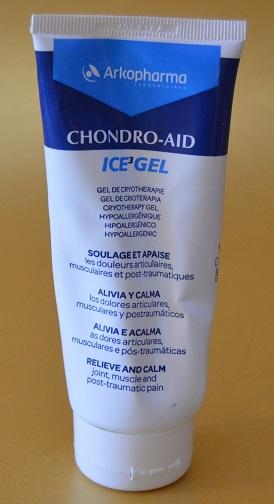 Arkopharma
LABORATOIRES
CHONDRO-AID
ICE³GEL
GEL DE CRYOTHERAPIE
GEL DE CRIOTERAPIA
CRYOTHERAPY GEL
HYPOALLERGÉNIQUE
HIPOALERGÉNICO
HYPOALLERGENIC
SOULAGE ET APAISE
les douleurs articulaires,
musculaires et post-traumatiques
ALIVIA Y CALMA
los dolores articulares,
musculares y postraumáticos
ALIVIA E ACALMA
as dores articulares,
musculares e pós-traumáticas
RELIEVE AND CALM
joint, muscle and
post-traumatic pain